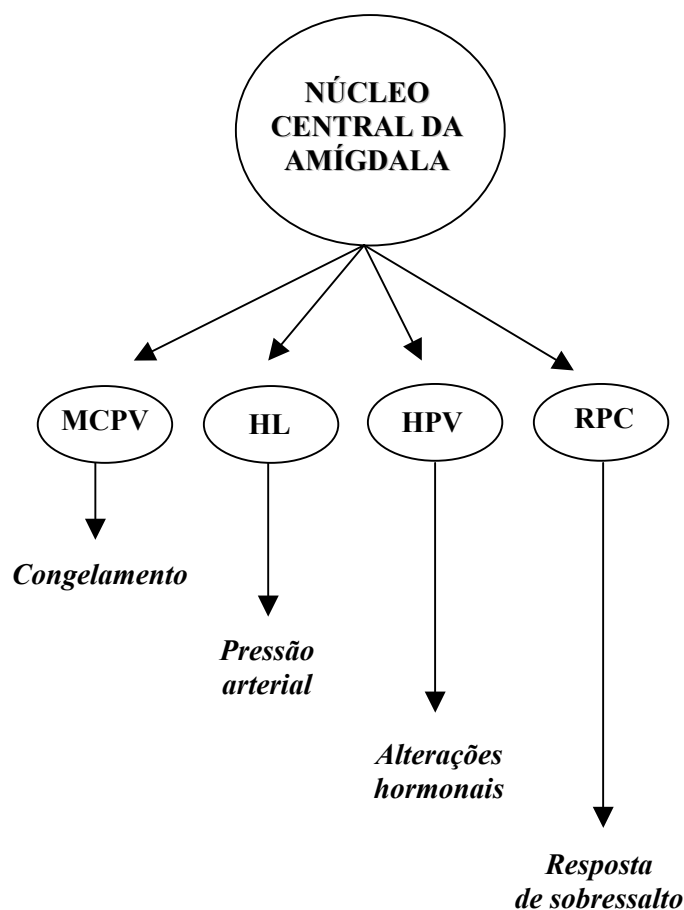 NÚCLEO
CENTRAL DA
AMÍGDALA
MCPV
HL
HPV
RPC
Congelamento
Pressão
arterial
Alterações
hormonais
Resposta
de sobressalto